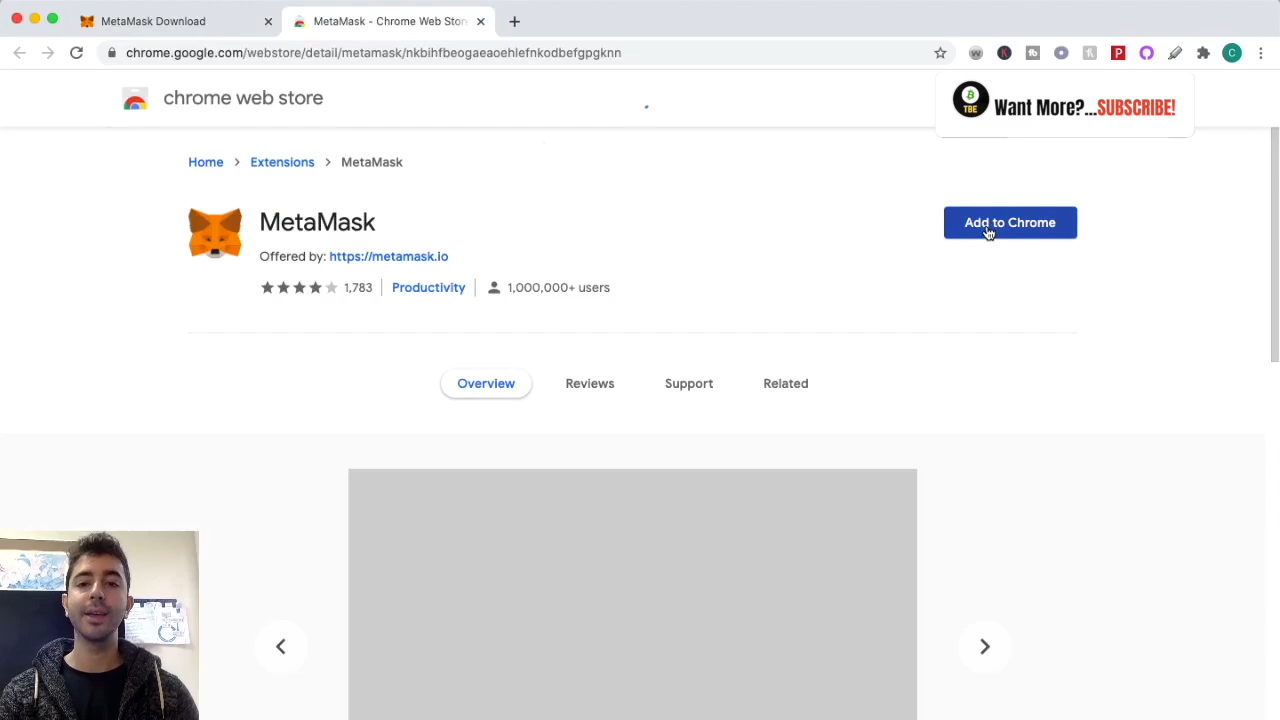 MetaMask Download
MetaMask - Chrome Web Stor
chrome.google.com/webstore/detail/metamask/nkbihfbeogaeaoehlefnkodbefgpgknn
chrome web store
TBE
Want More?...SUBSCRIBE!
Home > Extensions > MetaMask
MetaMask
Add to Chrome
Offered by: https://metamask.io
1,783
Productivity
1,000,000+ users
Overview
Reviews
Support
Related